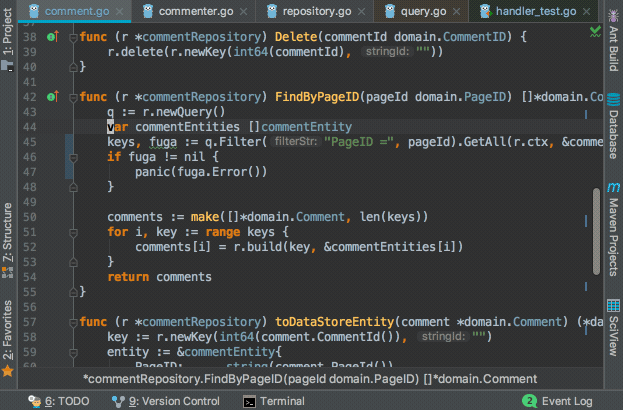 comment.go commenter.go repository.go query.go handler_test.go
1: Project
Ant Build
Database
Maven Projects
SciView
Z: Structure
2: Favorites
38 func (r *commentRepository) Delete(commentId domain.CommentID) {
39 r.delete(r.newKey(int64(commentId), stringId: ""))
40 }
41
42 func (r *commentRepository) FindByPageID(pageId domain.PageID) []*domain.Co
43 q := r.newQuery()
44 var commentEntities []commentEntity
45 keys, fuga := q.Filter( filterStr: "PageID =", pageId).GetAll(r.ctx, &comme
46 if fuga != nil {
47 panic(fuga.Error())
48 }
49
50 comments := make([]*domain.Comment, len(keys))
51 for i, key := range keys {
52 comments[i] = r.build(key, &commentEntities[i])
53 }
54 return comments
55 }
56
57 func (r *commentRepository) toDataStoreEntity(comment *domain.Comment) (*da
58 key := r.newKey(int64(comment.CommentId()), stringId: "")
59 entity := &commentEntity{
60 PageID: string(comment.PageId())
*commentRepository.FindByPageID(pageId domain.PageID) []*domain.Comment
6: TODO 9: Version Control Terminal 2 Event Log